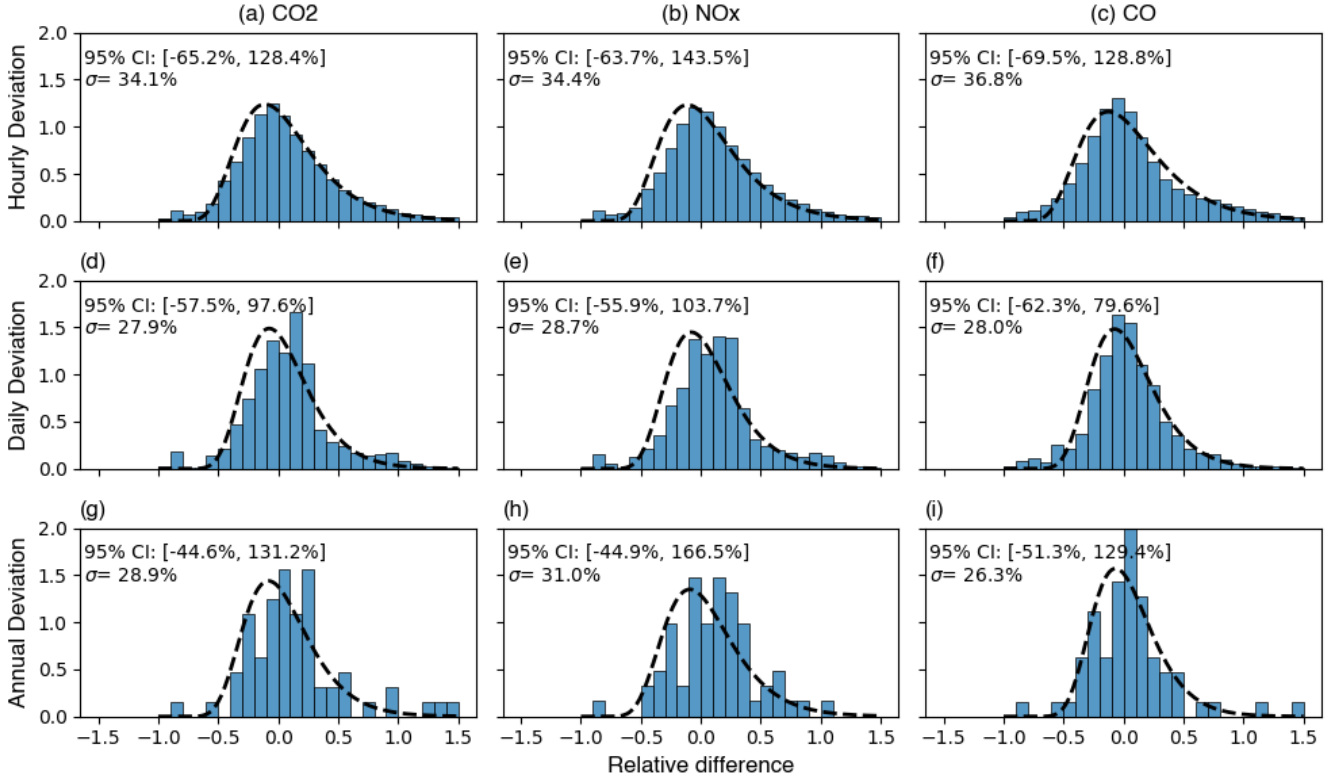 (a) CO2
(b) NOx
(c) CO
Hourly Deviation
2.0
1.5
1.0
0.5
0.0
95% CI: [-65.2%, 128.4%]
σ= 34.1%
95% CI: [-63.7%, 143.5%]
σ= 34.4%
95% CI: [-69.5%, 128.8%]
σ= 36.8%
(d)
(e)
(f)
Daily Deviation
2.0
1.5
1.0
0.5
0.0
95% CI: [-57.5%, 97.6%]
σ= 27.9%
95% CI: [-55.9%, 103.7%]
σ= 28.7%
95% CI: [-62.3%, 79.6%]
σ= 28.0%
(g)
(h)
(i)
Annual Deviation
2.0
1.5
1.0
0.5
0.0
95% CI: [-44.6%, 131.2%]
σ= 28.9%
95% CI: [-44.9%, 166.5%]
σ= 31.0%
95% CI: [-51.3%, 129.4%]
σ= 26.3%
−1.5 −1.0 −0.5 0.0 0.5 1.0 1.5
−1.5 −1.0 −0.5 0.0 0.5 1.0 1.5
−1.5 −1.0 −0.5 0.0 0.5 1.0 1.5
Relative difference